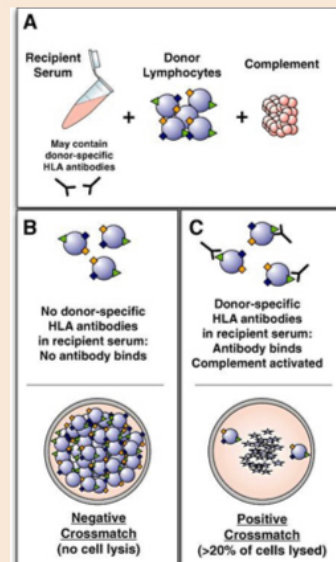 A
Recipient
Serum
Donor
Lymphocytes
Complement
+
+
May contain
donor-specific
HLA antibodies
B
No donor-specific
HLA antibodies
in recipient serum:
No antibody binds
Negative
Crossmatch
(no cell lysis)
C
Donor-specific
HLA antibodies
in recipient serum:
Antibody binds
Complement activated
Positive
Crossmatch
(>20% of cells lysed)